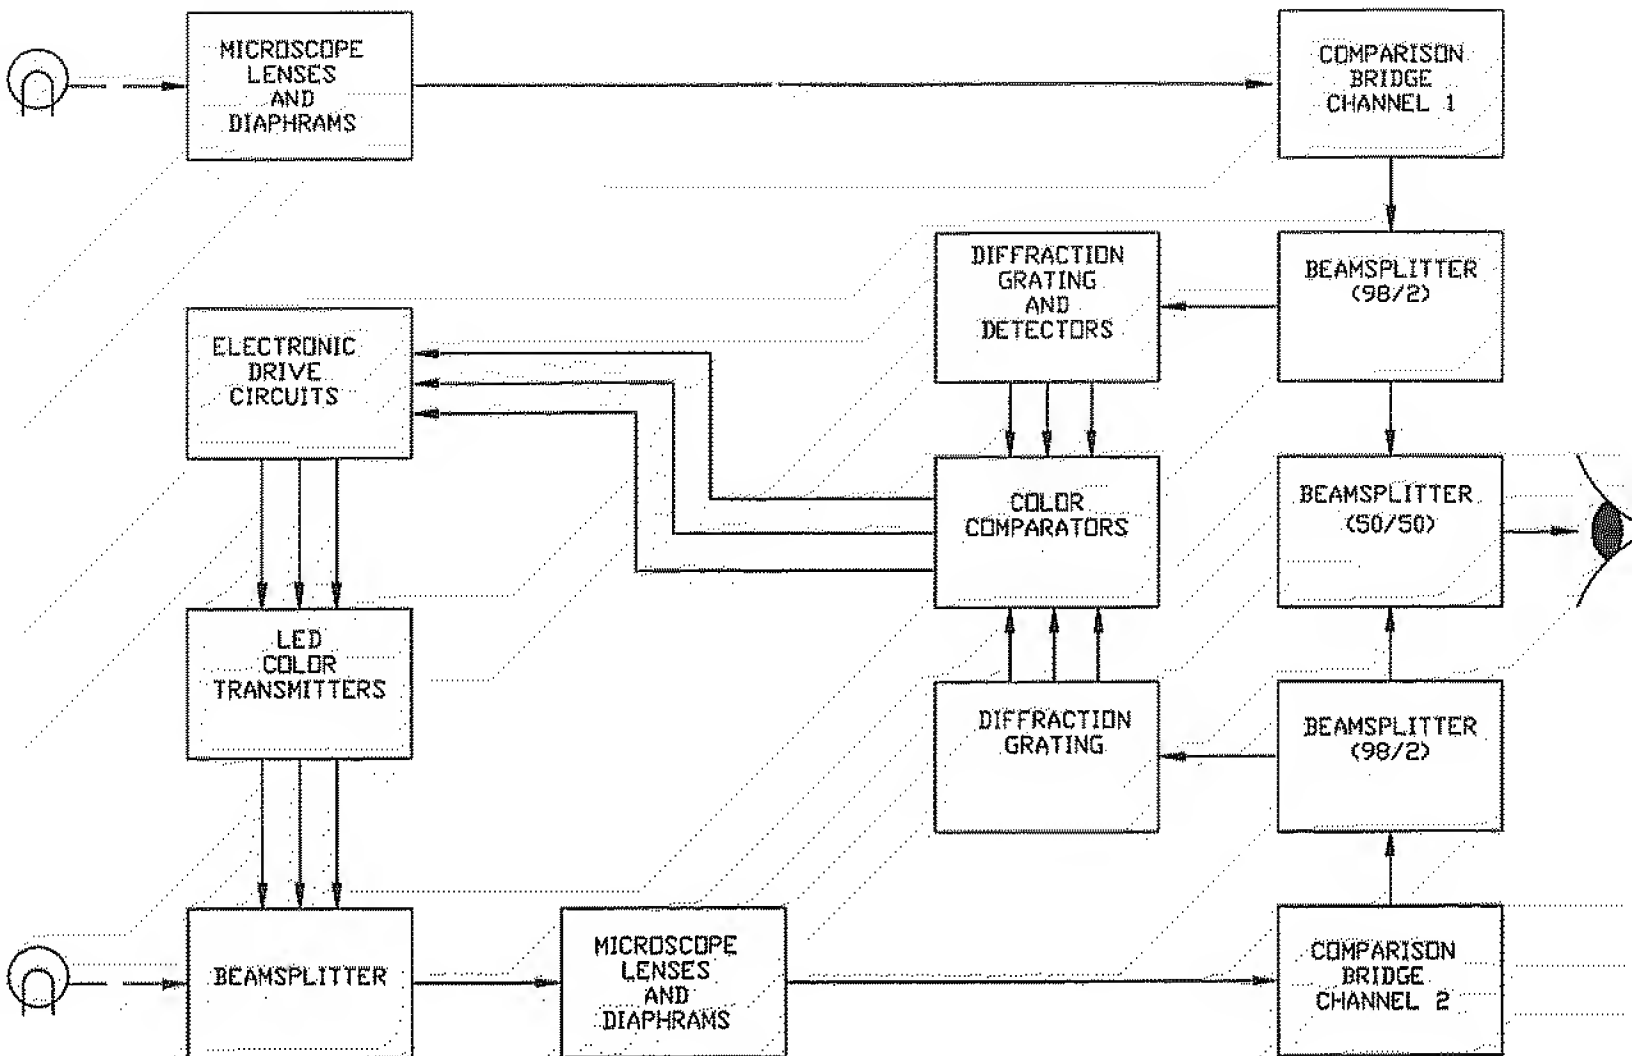 MICROSCOPE
LENSES
AND
DIAPHRAMS
COMPARISON
BRIDGE
CHANNEL 1
DIFFRACTION
GRATING
AND
DETECTORS
BEAMSPLITTER
(98/2)
ELECTRONIC
DRIVE
CIRCUITS
COLOR
COMPARATORS
BEAMSPLITTER
(50/50)
LED
COLOR
TRANSMITTERS
DIFFRACTION
GRATING
BEAMSPLITTER
(98/2)
BEAMSPLITTER
MICROSCOPE
LENSES
AND
DIAPHRAMS
COMPARISON
BRIDGE
CHANNEL 2